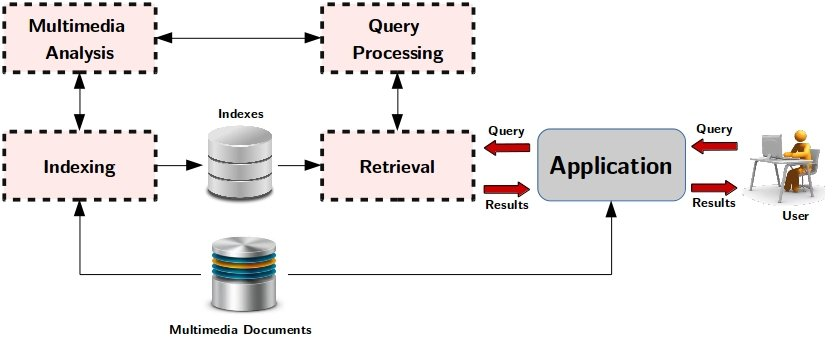 Multimedia
Analysis
Query
Processing
Indexes
Indexing
Retrieval
Query
Results
Application
Query
Results
User
Multimedia Documents